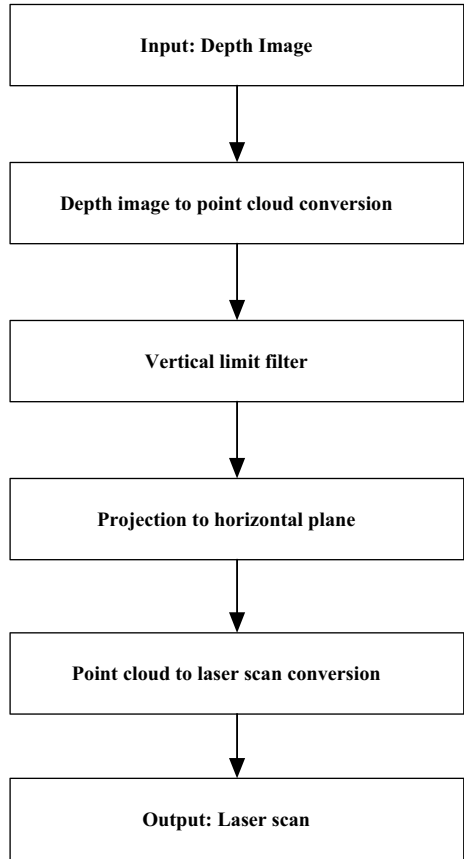 Input: Depth Image
Depth image to point cloud conversion
Vertical limit filter
Projection to horizontal plane
Point cloud to laser scan conversion
Output: Laser scan